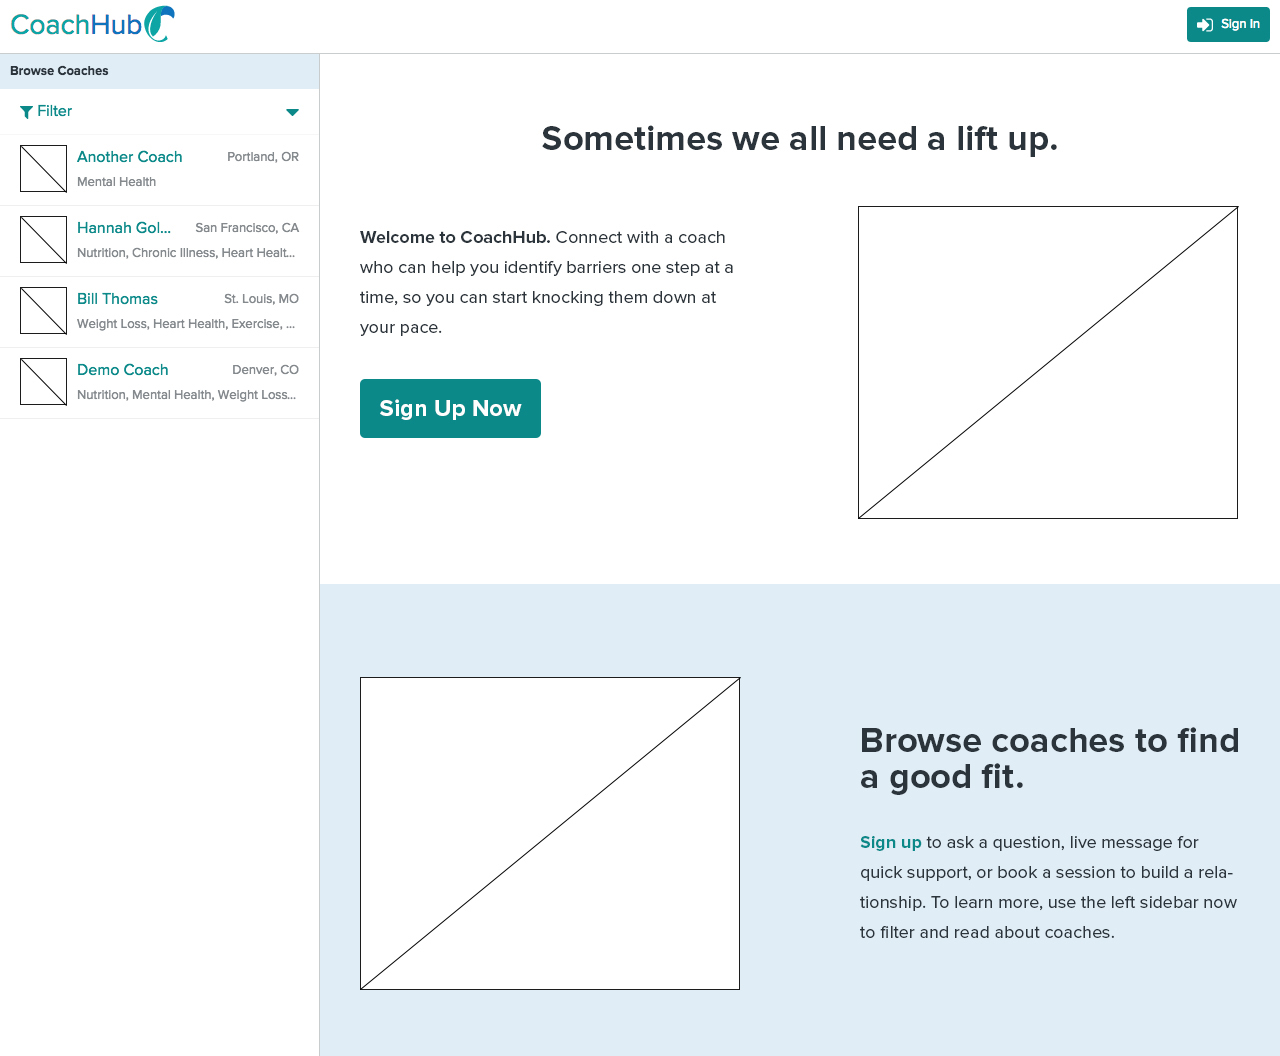 CoachHub
Sign In
Browse Coaches
Filter
Another Coach
Portland, OR
Mental Health
Hannah Gol...
San Francisco, CA
Nutrition, Chronic Illness, Heart Healt...
Bill Thomas
St. Louis, MO
Weight Loss, Heart Health, Exercise, ...
Demo Coach
Denver, CO
Nutrition, Mental Health, Weight Loss...
Sometimes we all need a lift up.
Welcome to CoachHub. Connect with a coach
who can help you identify barriers one step at a
time, so you can start knocking them down at
your pace.
Sign Up Now
Browse coaches to find
a good fit.
Sign up to ask a question, live message for
quick support, or book a session to build a rela-
tionship. To learn more, use the left sidebar now
to filter and read about coaches.